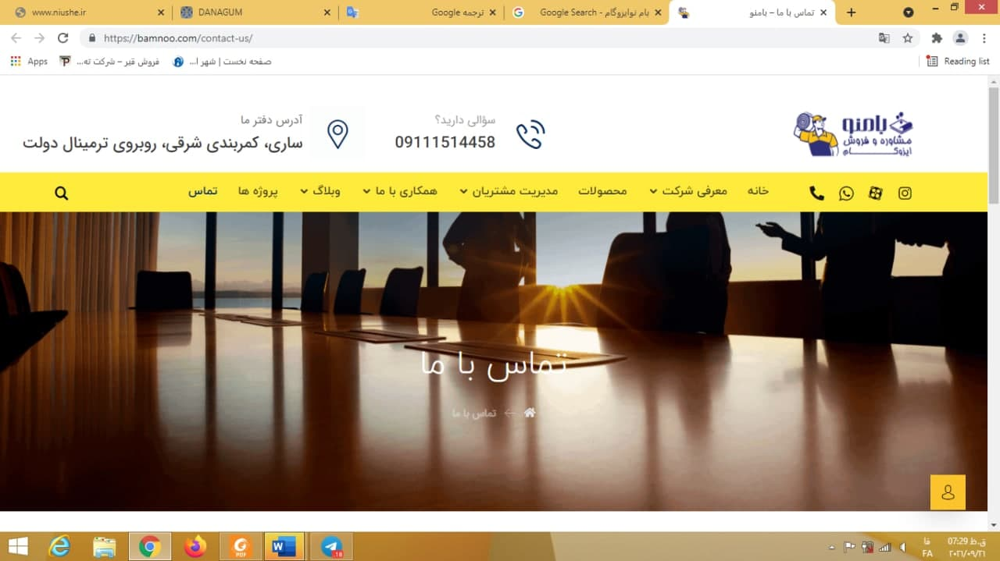 www.niushe.ir
DANAGUM
ترجمه Google
بام نوایزوگام - Google Search
تماس با ما – بامنو
https://bamnoo.com/contact-us/
Apps
فروش قیر – شرکت ته...
صفحه نخست | شهر ا...
Reading list
بامنو
مشاوره و فروش
ایزوگام
سؤالی دارید؟
09111514458
آدرس دفتر ما
ساری، کمربندی شرقی، روبروی ترمینال دولت
خانه
معرفی شرکت
محصولات
مدیریت مشتریان
همکاری با ما
وبلاگ
پروژه ها
تماس
تماس با ما
تماس با ما
PDF
W
18
فا
FA
07:29 ق.ظ
۲۰۲۱/۰۹/۲۱